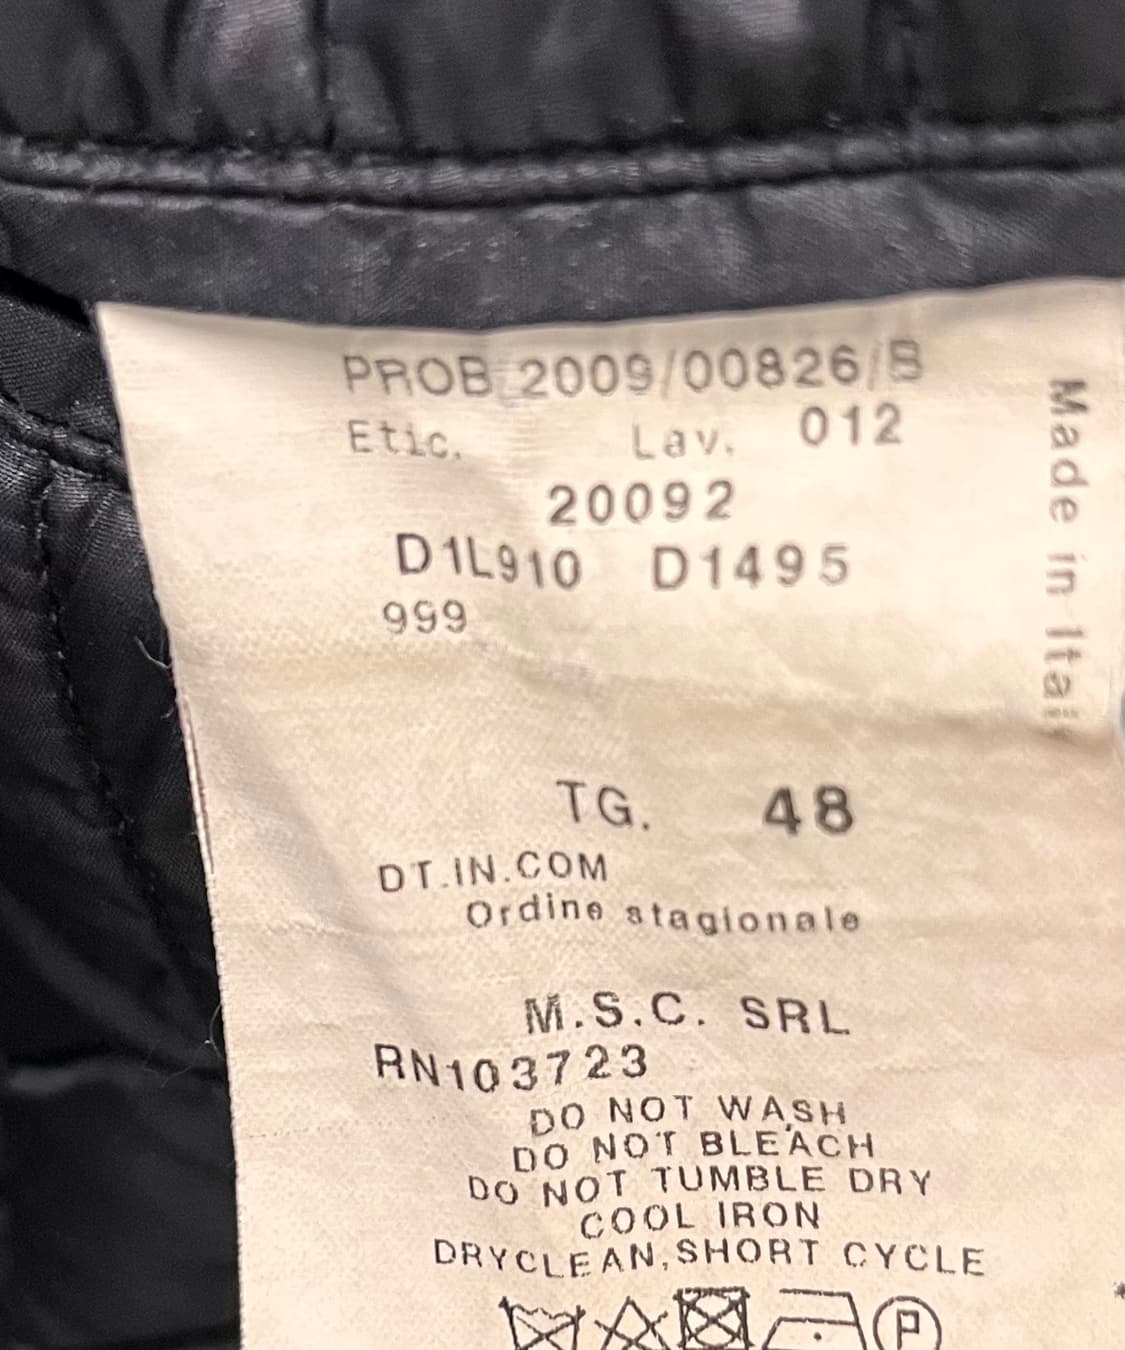 PROB 2009/00826/B
Etic. Lav. 012
20092
D1L910 D1495
999
TG. 48
DT.IN.COM
Ordine stagionale
M.S.C. SRL
RN103723
DO NOT WASH
DO NOT BLEACH
DO NOT TUMBLE DRY
COOL IRON
DRYCLEAN,SHORT CYCLE
P
Made in Ital